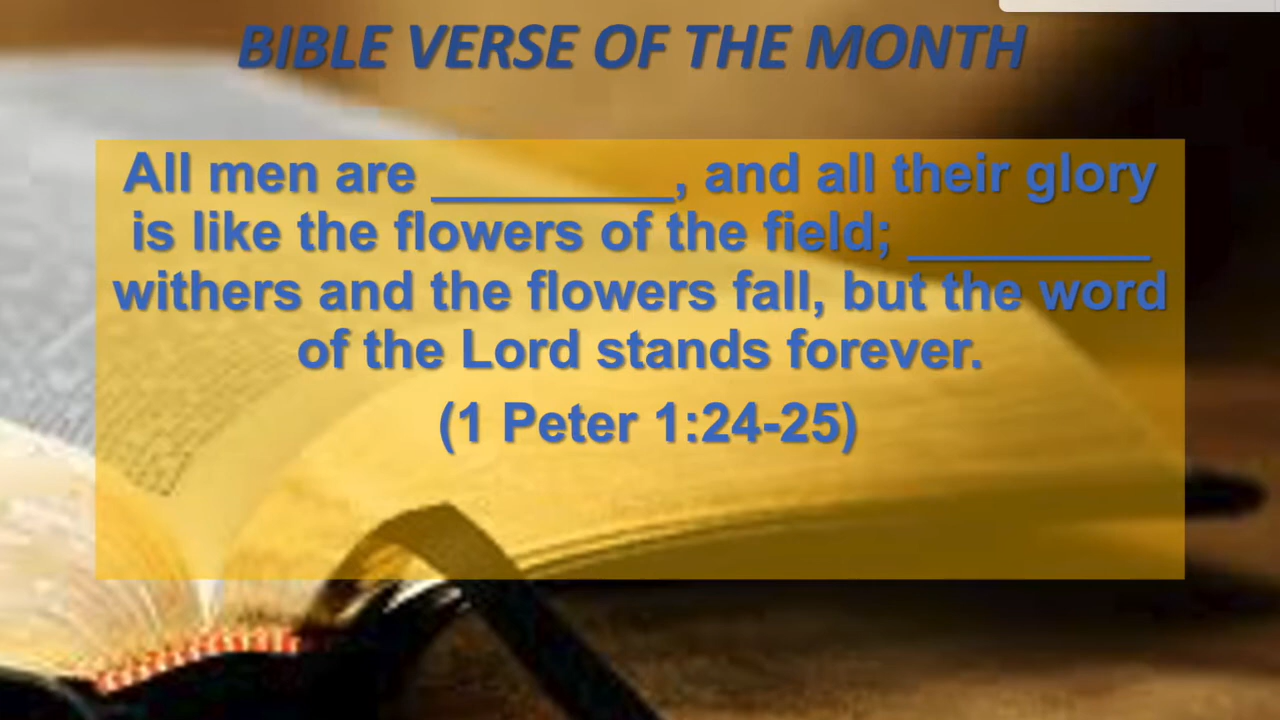 BIBLE VERSE OF THE MONTH
All men are _________, and all their glory
is like the flowers of the field; _________
withers and the flowers fall, but the word
of the Lord stands forever.
(1 Peter 1:24-25)